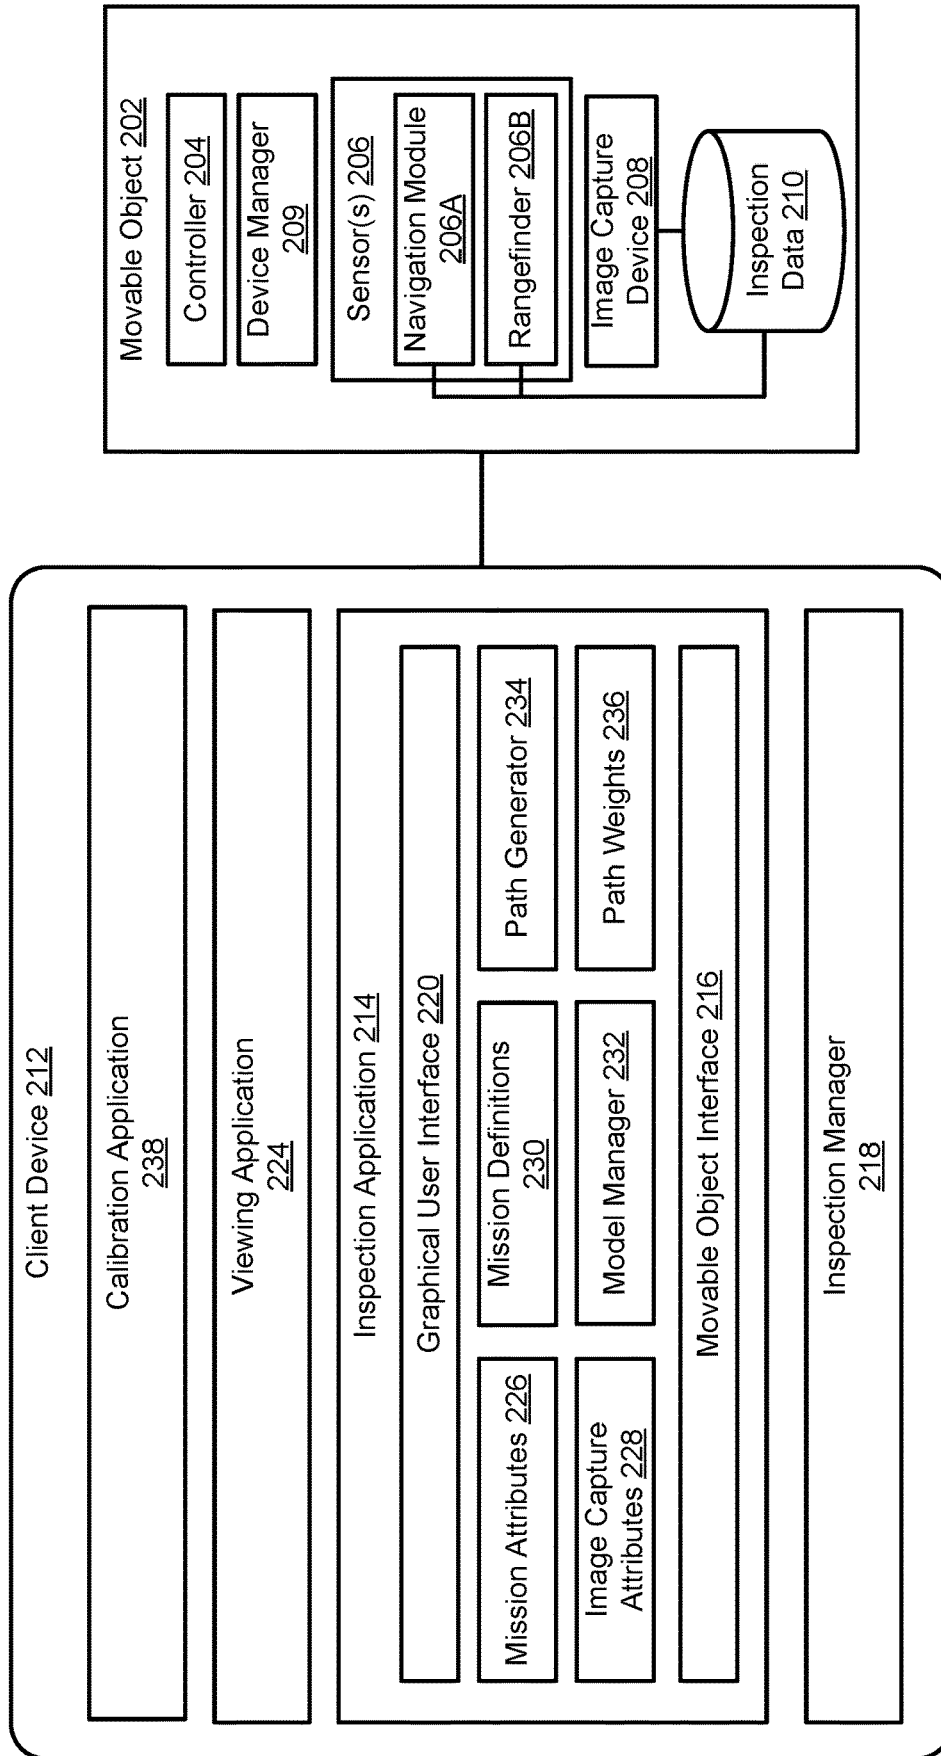 Client Device 212
Calibration Application
238
Viewing Application
224
Inspection Application 214
Graphical User Interface 220
Mission Attributes 226
Mission Definitions
230
Path Generator 234
Image Capture
Attributes 228
Model Manager 232
Path Weights 236
Movable Object Interface 216
Inspection Manager
218
Movable Object 202
Controller 204
Device Manager
209
Sensor(s) 206
Navigation Module
206A
Rangefinder 206B
Image Capture
Device 208
Inspection
Data 210